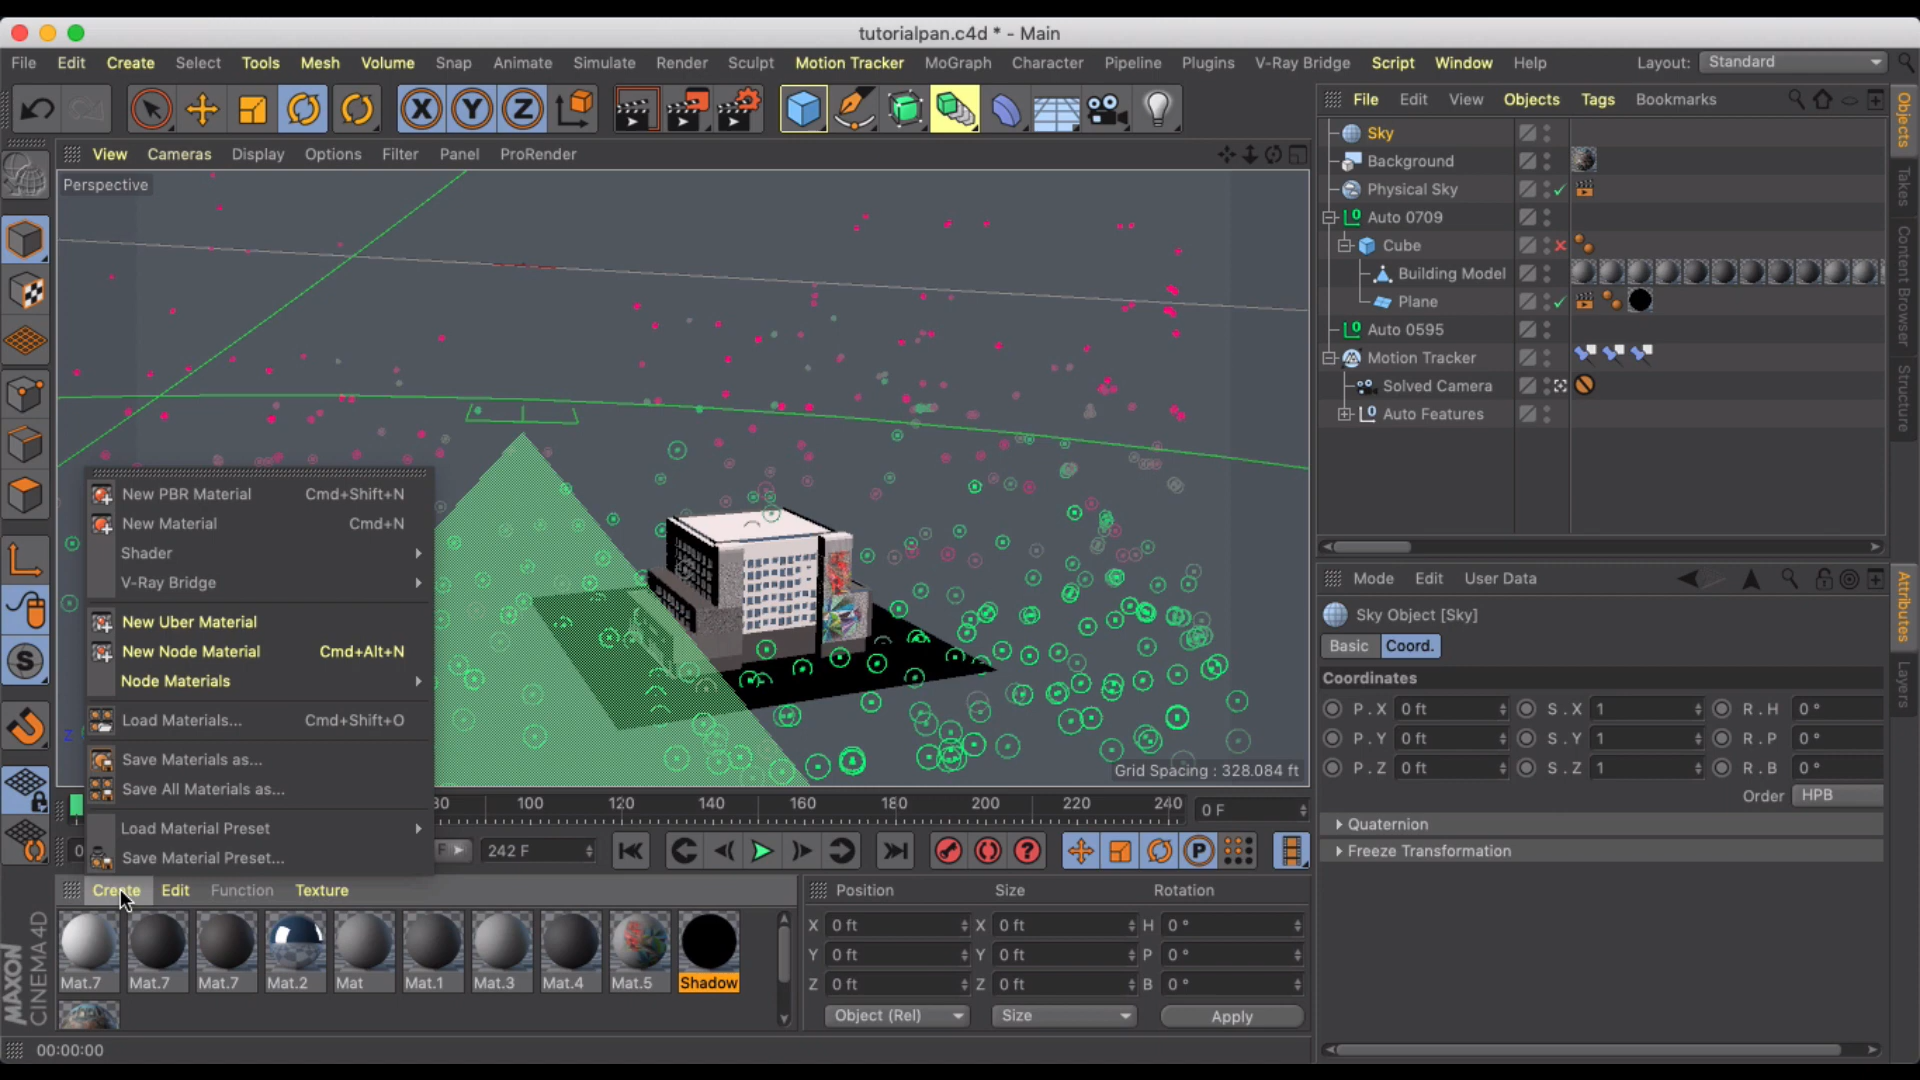 tutorialpan.c4d * - Main
File Edit Create Select Tools Mesh Volume Snap Animate Simulate Render Sculpt Motion Tracker MoGraph Character Pipeline Plugins V-Ray Bridge Script Window Help Layout: Standard
File Edit View Objects Tags Bookmarks
View Cameras Display Options Filter Panel ProRender
Perspective
Sky
Background
Physical Sky
Auto 0709
Cube
Building Model
Plane
Auto 0595
Motion Tracker
Solved Camera
Auto Features
Objects
Takes
Content Browser
Structure
New PBR Material Cmd+Shift+N
New Material Cmd+N
Shader
V-Ray Bridge
New Uber Material
New Node Material Cmd+Alt+N
Node Materials
Load Materials... Cmd+Shift+O
Save Materials as...
Save All Materials as...
Load Material Preset
Save Material Preset...
Z
Grid Spacing : 328.084 ft
Mode Edit User Data
Sky Object [Sky]
Basic Coord.
Coordinates
P . X 0 ft S . X 1 R . H 0 °
P . Y 0 ft S . Y 1 R . P 0 °
P . Z 0 ft S . Z 1 R . B 0 °
Order HPB
Quaternion
Freeze Transformation
Attributes
Layers
80 100 120 140 160 180 200 220 240 0 F
0 F 242 F
Create Edit Function Texture
Mat.7 Mat.7 Mat.7 Mat.2 Mat Mat.1 Mat.3 Mat.4 Mat.5 Shadow
Position Size Rotation
X 0 ft X 0 ft H 0 °
Y 0 ft Y 0 ft P 0 °
Z 0 ft Z 0 ft B 0 °
Object (Rel) Size Apply
MAXON
CINEMA4D
00:00:00